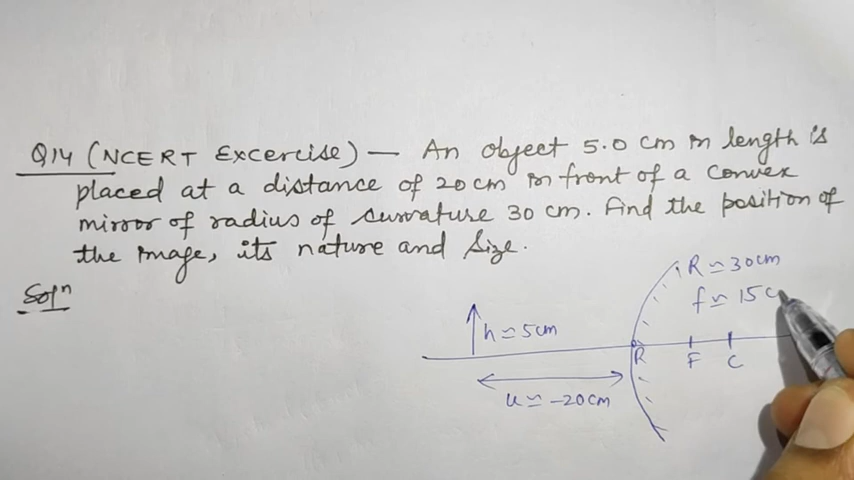 Q14 (NCERT Excercise) — An object 5.0 cm in length is
placed at a distance of 20 cm in front of a convex
mirror of radius of curvature 30 cm. Find the position of
the image, its nature and size.
Solⁿ
R = 30cm
f = 15c
h = 5cm
R F C
u = -20cm